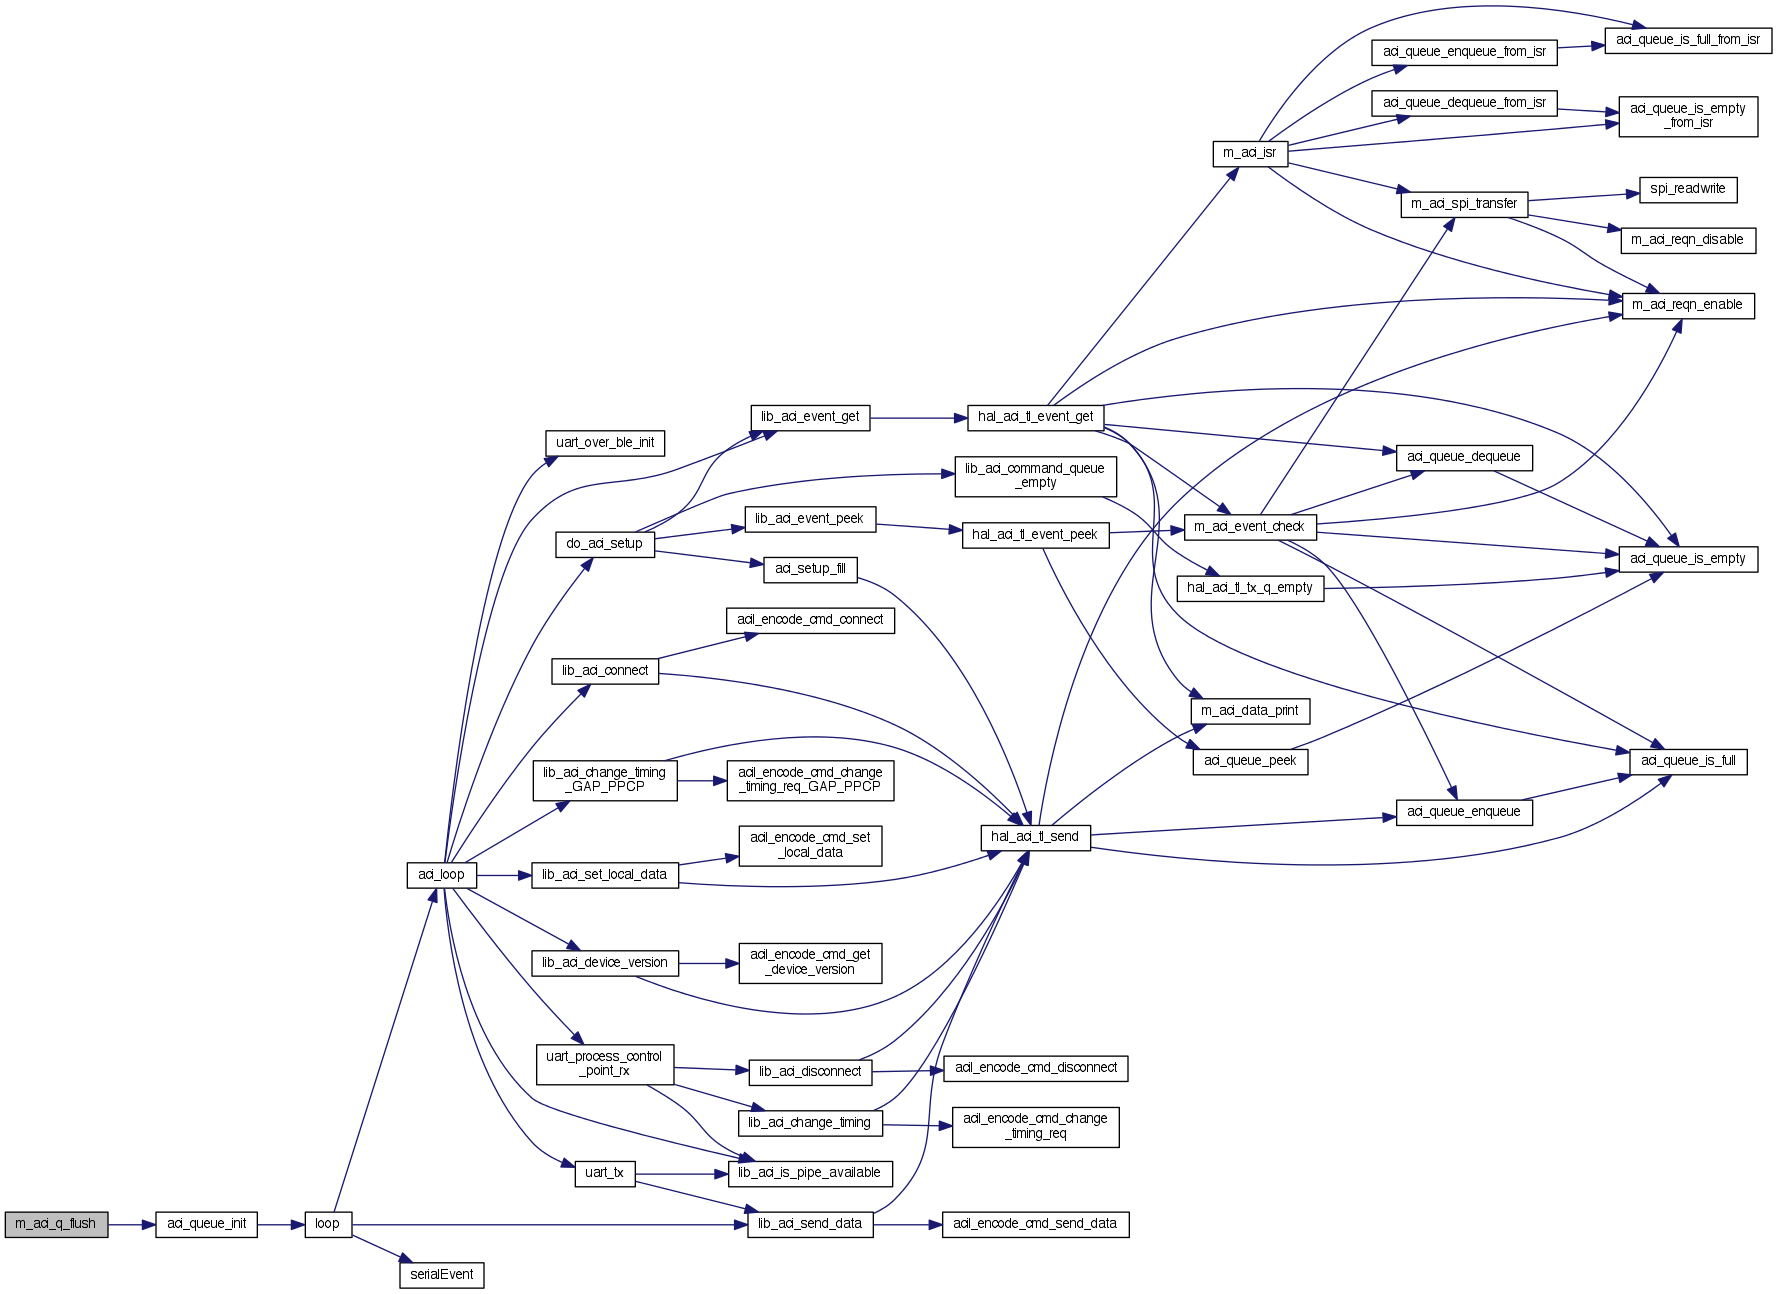 aci_queue_is_full_from_isr
aci_queue_enqueue_from_isr
aci_queue_dequeue_from_isr
aci_queue_is_empty
_from_isr
m_aci_isr
spi_readwrite
m_aci_spi_transfer
m_aci_reqn_disable
m_aci_reqn_enable
lib_aci_event_get
hal_aci_tl_event_get
uart_over_ble_init
aci_queue_dequeue
lib_aci_command_queue
_empty
lib_aci_event_peek
hal_aci_tl_event_peek
m_aci_event_check
do_aci_setup
aci_queue_is_empty
aci_setup_fill
hal_aci_tl_tx_q_empty
acil_encode_cmd_connect
lib_aci_connect
m_aci_data_print
aci_queue_peek
aci_queue_is_full
lib_aci_change_timing
_GAP_PPCP
acil_encode_cmd_change
_timing_req_GAP_PPCP
aci_queue_enqueue
hal_aci_tl_send
acil_encode_cmd_set
_local_data
aci_loop
lib_aci_set_local_data
lib_aci_device_version
acil_encode_cmd_get
_device_version
uart_process_control
_point_rx
lib_aci_disconnect
acil_encode_cmd_disconnect
lib_aci_change_timing
acil_encode_cmd_change
_timing_req
uart_tx
lib_aci_is_pipe_available
m_aci_q_flush
aci_queue_init
loop
lib_aci_send_data
acil_encode_cmd_send_data
serialEvent